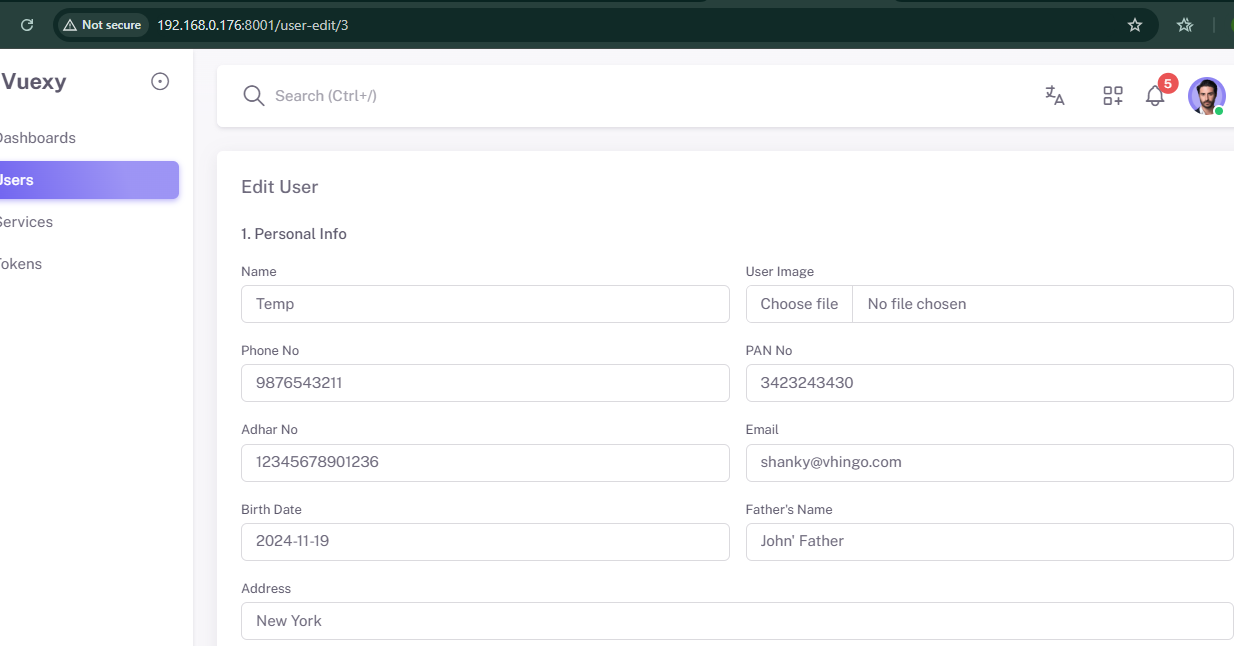 Not secure 192.168.0.176:8001/user-edit/3
Vuexy
Search (Ctrl+/)
5
Dashboards
Users
Services
Tokens
Edit User
1. Personal Info
Name User Image
Temp Choose file No file chosen
Phone No PAN No
9876543211 3423243430
Adhar No Email
12345678901236 shanky@vhingo.com
Birth Date Father's Name
2024-11-19 John' Father
Address
New York